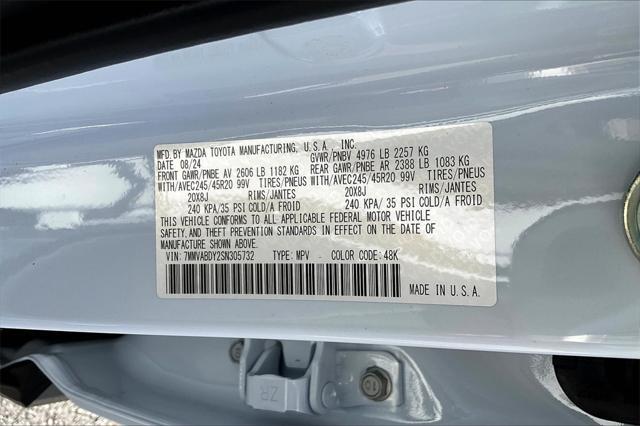 MFD. BY MAZDA TOYOTA MANUFACTURING, U.S.A., INC.
DATE 08/24 GVWR/PNBV 4976 LB 2257 KG
FRONT GAWR/PNBE AV 2606 LB 1182 KG REAR GAWR/PNBE AR 2388 LB 1083 KG
WITH/AVEC245/45R20 99V TIRES/PNEUS WITH/AVEC245/45R20 99V TIRES/PNEUS
20X8J RIMS/JANTES 20X8J RIMS/JANTES
240 KPA/ 35 PSI COLD/A FROID 240 KPA/ 35 PSI COLD/A FROID
THIS VEHICLE CONFORMS TO ALL APPLICABLE FEDERAL MOTOR VEHICLE
SAFETY, AND THEFT PREVENTION STANDARDS IN EFFECT ON THE DATE OF
MANUFACTURE SHOWN ABOVE.
VIN: 7MMVABDY2SN305732 TYPE: MPV COLOR CODE: 48K
MADE IN U.S.A.
ZR